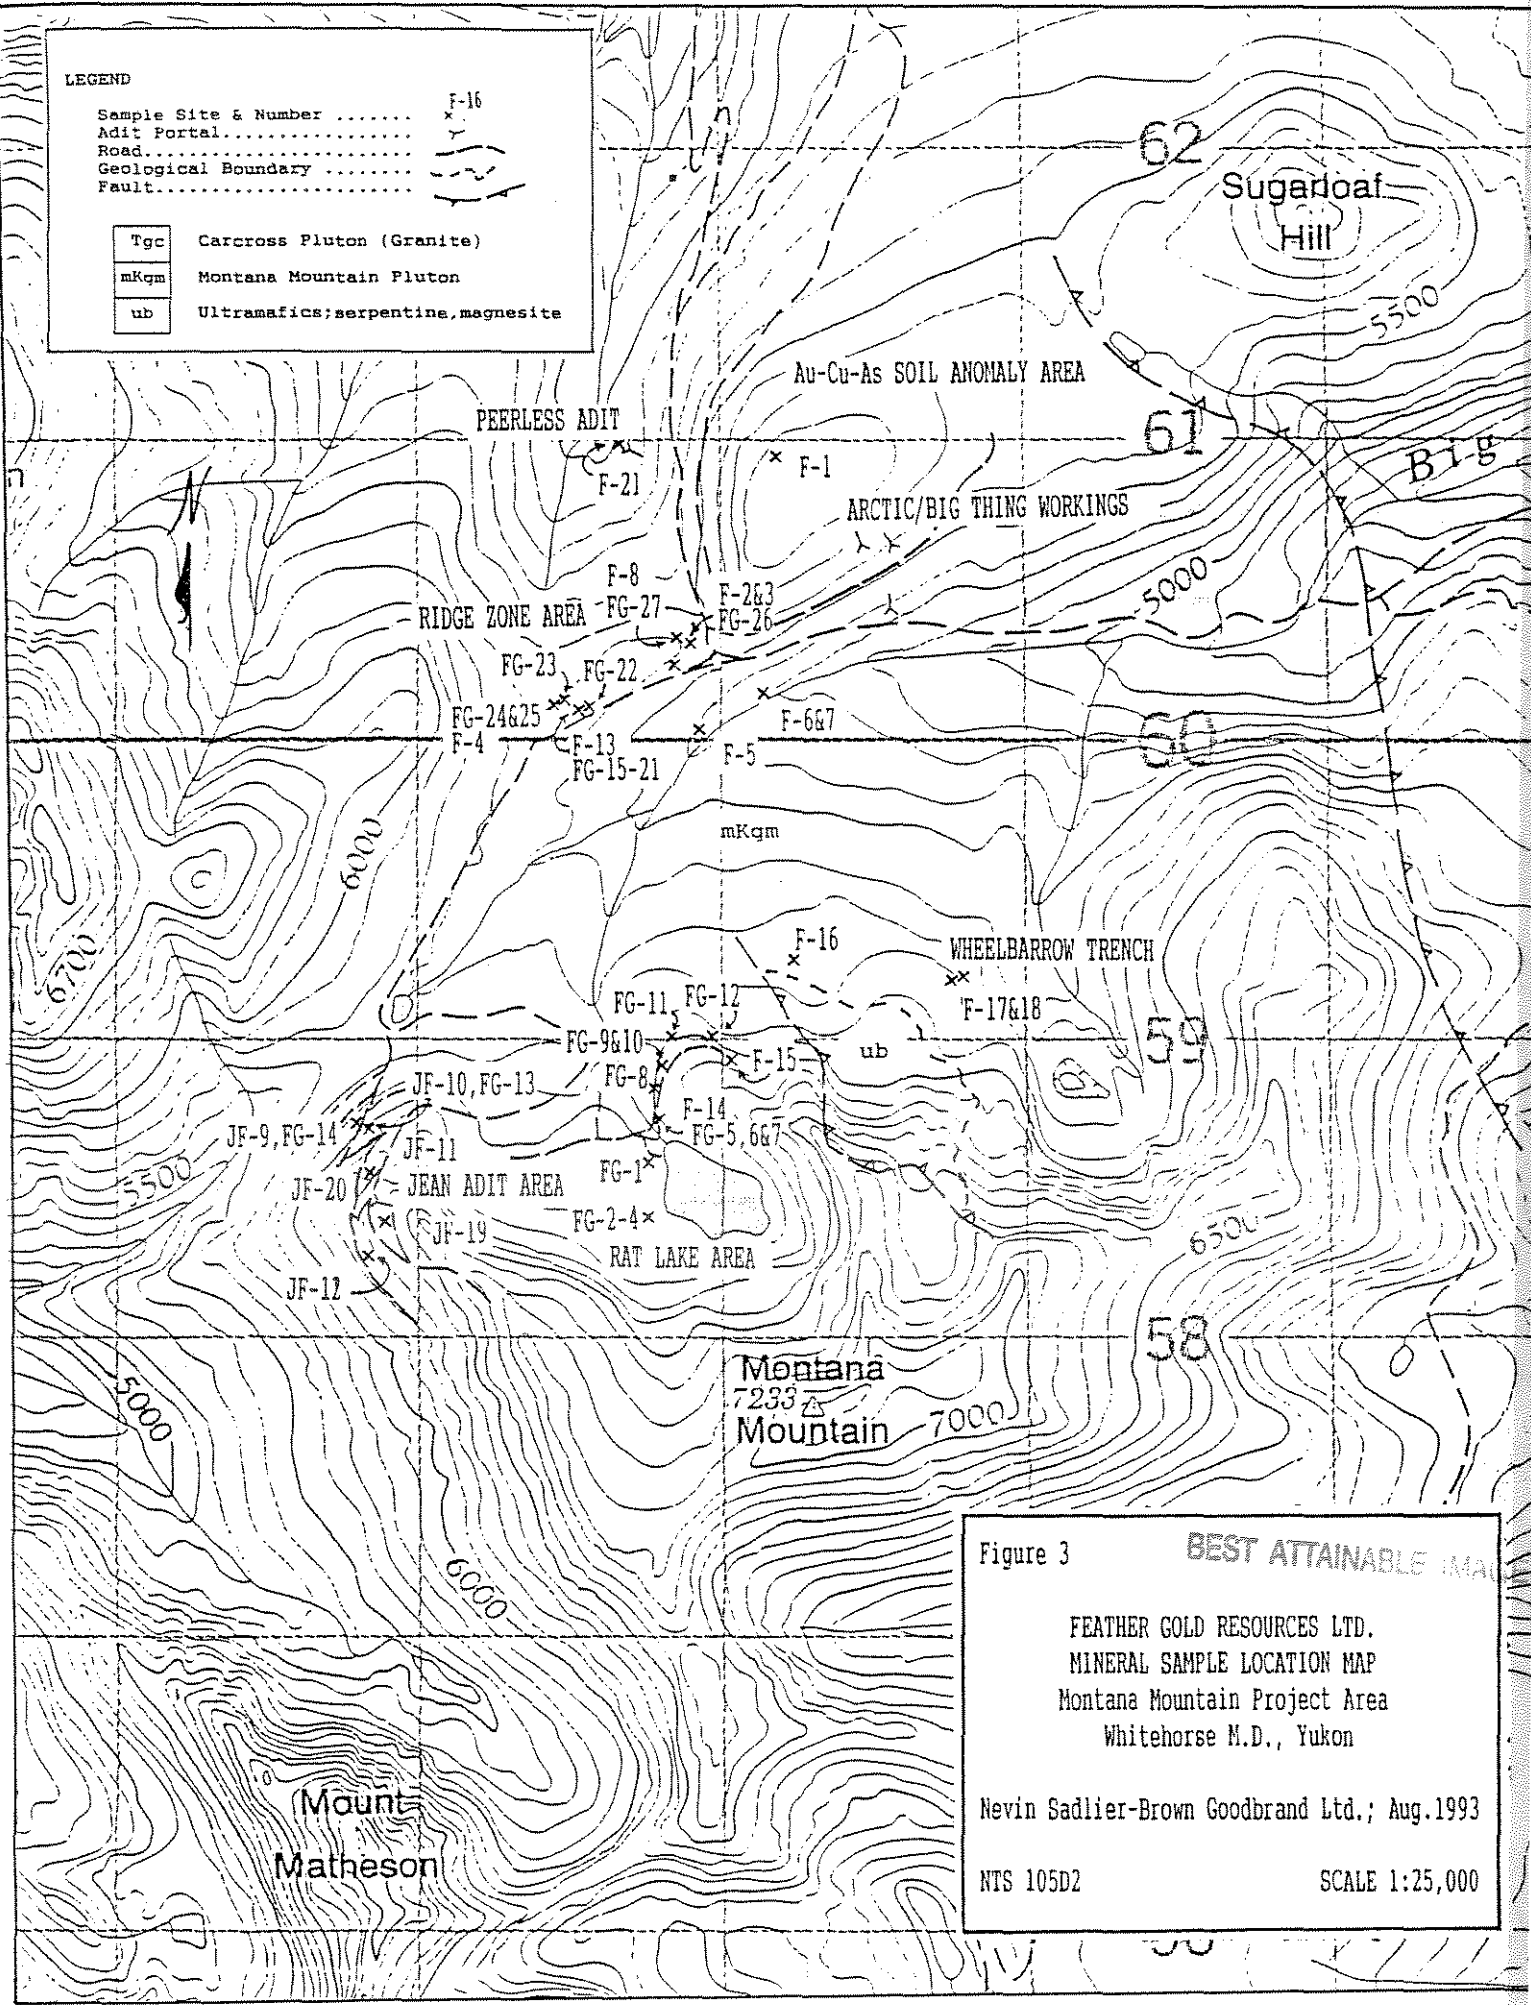 LEGEND
Sample Site & Number ....... F-16
Adit Portal.................
Road........................
Geological Boundary ........
Fault.......................
Tgc Carcross Pluton (Granite)
mKgm Montana Mountain Pluton
ub Ultramafics;serpentine,magnesite
62
Sugarloaf
Hill
5500
Au-Cu-As SOIL ANOMALY AREA
PEERLESS ADIT
61
Big
F-1
F-21
N
ARCTIC/BIG THING WORKINGS
F-8
FG-27
F-2&3
FG-26
5000
RIDGE ZONE AREA
FG-23
FG-22
FG-24&25
F-4
F-6&7
F-13
FG-15-21
F-5
60
mKgm
6000
6700
F-16
WHEELBARROW TRENCH
FG-11
FG-12
F-17&18
FG-9&10
59
ub
F-15
FG-8
JF-10,FG-13
F-14
FG-5,6&7
JF-9,FG-14
JF-11
FG-1
5500
JF-20
JEAN ADIT AREA
FG-2-4
JF-19
RAT LAKE AREA
6500
JF-12
58
Montana
7233
Mountain
7000
5000
6000
Mount
Matheson
Figure 3
BEST ATTAINABLE IMAG
FEATHER GOLD RESOURCES LTD.
MINERAL SAMPLE LOCATION MAP
Montana Mountain Project Area
Whitehorse M.D., Yukon
Nevin Sadlier-Brown Goodbrand Ltd.; Aug.1993
NTS 105D2 SCALE 1:25,000